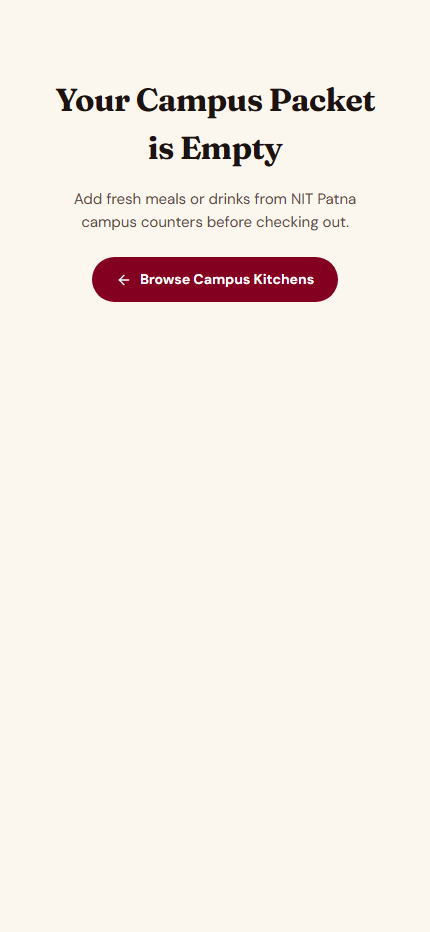 Your Campus Packet
is Empty
Add fresh meals or drinks from NIT Patna
campus counters before checking out.
← Browse Campus Kitchens